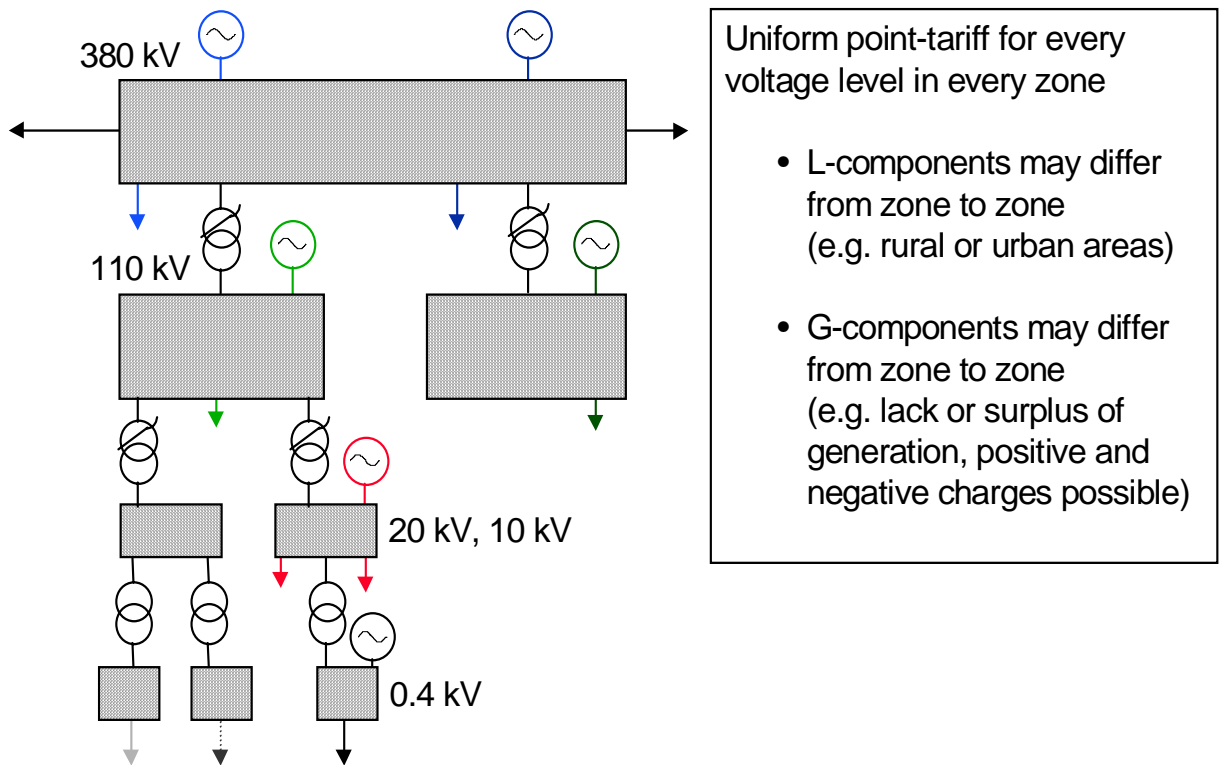 380 kV
110 kV
20 kV, 10 kV
0.4 kV
Uniform point-tariff for every
voltage level in every zone
• L-components may differ
from zone to zone
(e.g. rural or urban areas)
• G-components may differ
from zone to zone
(e.g. lack or surplus of
generation, positive and
negative charges possible)